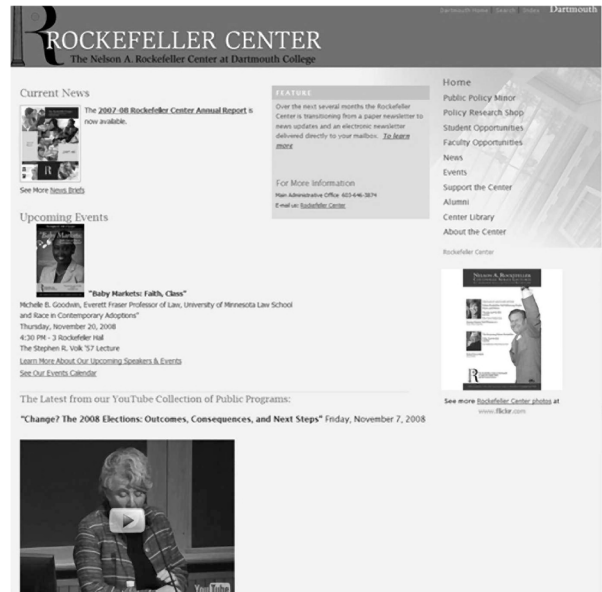 Dartmouth Home Search Index Dartmouth
ROCKEFELLER CENTER
The Nelson A. Rockefeller Center at Dartmouth College
Current News
The 2007-08 Rockefeller Center Annual Report is
now available.
See More News Briefs
FEATURE
Over the next several months the Rockefeller
Center is transitioning from a paper newsletter to
news updates and an electronic newsletter
delivered directly to your mailbox. To learn
more
For More Information
Main Administrative Office: 603-646-3874
E-mail us: Rockefeller Center
Home
Public Policy Minor
Policy Research Shop
Student Opportunities
Faculty Opportunities
News
Events
Support the Center
Alumni
Center Library
About the Center
Rockefeller Center
Upcoming Events
"Baby Markets
"Baby Markets: Faith, Class"
Michele B. Goodwin, Everett Fraser Professor of Law, University of Minnesota Law School
and Race in Contemporary Adoptions"
Thursday, November 20, 2008
4:30 PM - 3 Rockefeller Hall
The Stephen R. Volk '57 Lecture
Learn More About Our Upcoming Speakers & Events
See Our Events Calendar
NELSON A. ROCKEFELLER
See more Rockefeller Center photos at
www.flickr.com
The Latest from our YouTube Collection of Public Programs:
"Change? The 2008 Elections: Outcomes, Consequences, and Next Steps" Friday, November 7, 2008
YouTube